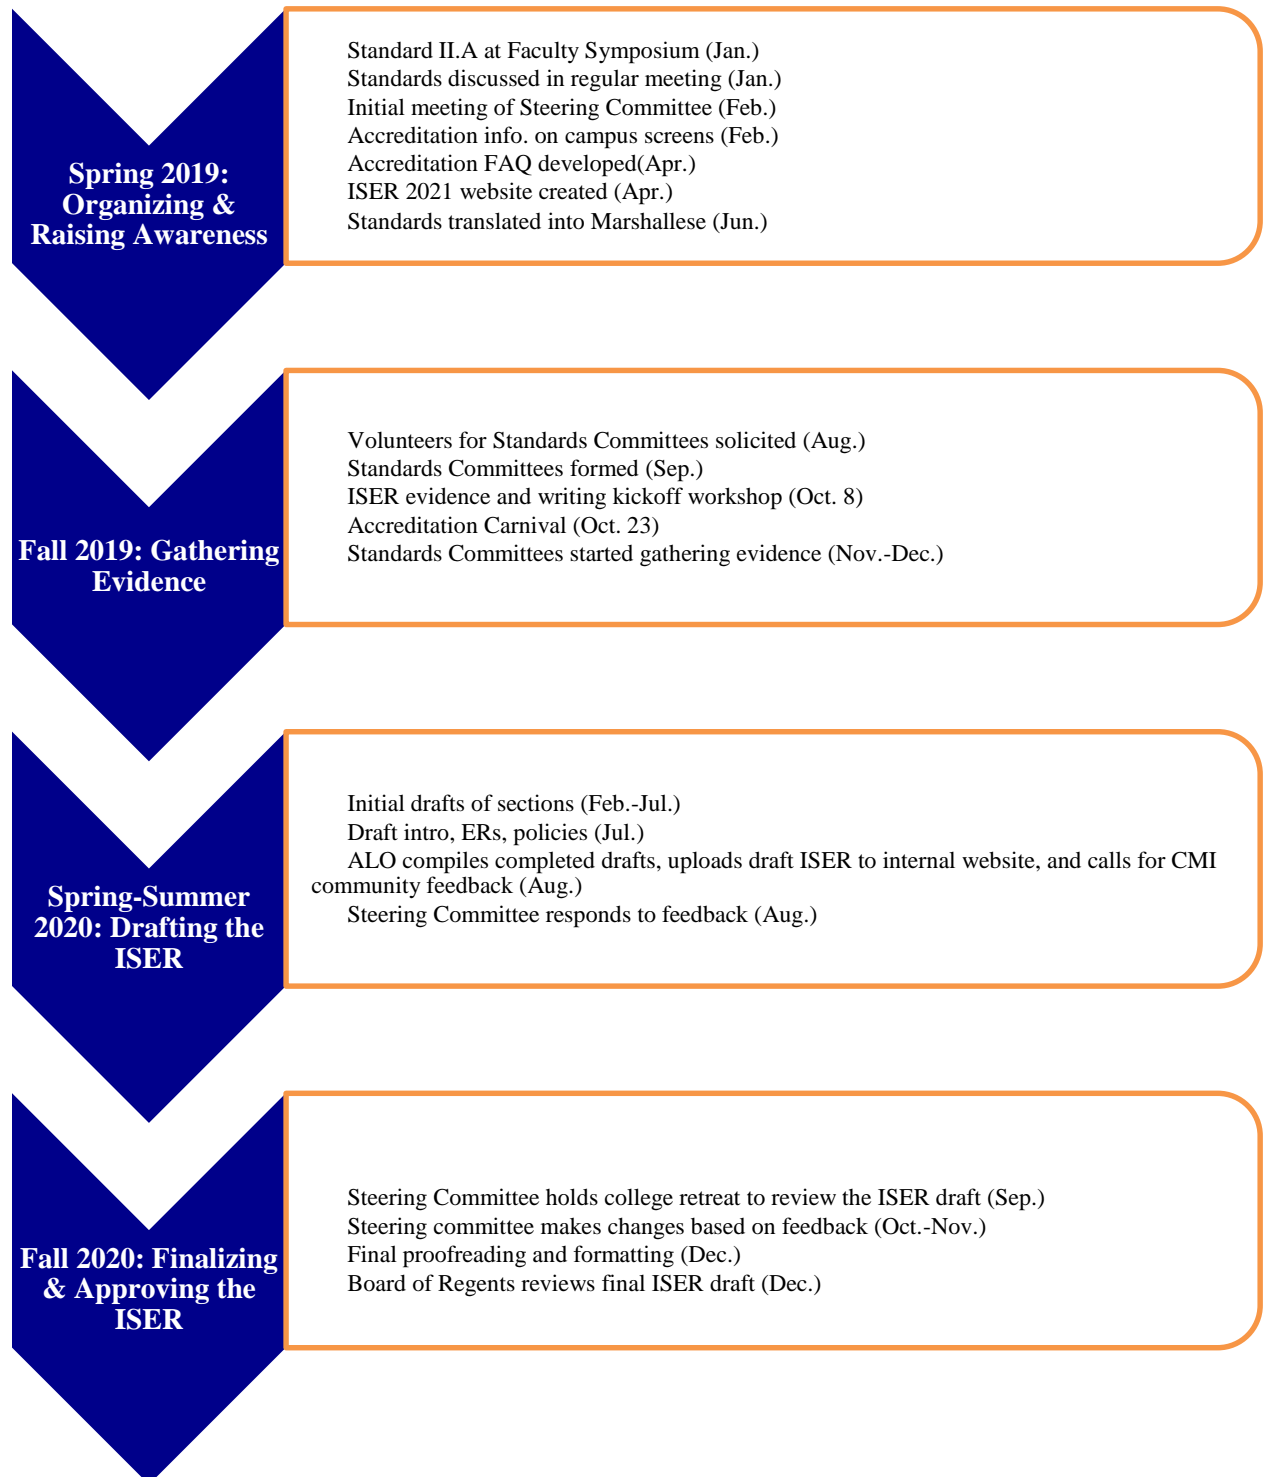 Spring 2019:
Organizing &
Raising Awareness
Standard II.A at Faculty Symposium (Jan.)
Standards discussed in regular meeting (Jan.)
Initial meeting of Steering Committee (Feb.)
Accreditation info. on campus screens (Feb.)
Accreditation FAQ developed(Apr.)
ISER 2021 website created (Apr.)
Standards translated into Marshallese (Jun.)
Fall 2019: Gathering
Evidence
Volunteers for Standards Committees solicited (Aug.)
Standards Committees formed (Sep.)
ISER evidence and writing kickoff workshop (Oct. 8)
Accreditation Carnival (Oct. 23)
Standards Committees started gathering evidence (Nov.-Dec.)
Spring-Summer
2020: Drafting the
ISER
Initial drafts of sections (Feb.-Jul.)
Draft intro, ERs, policies (Jul.)
ALO compiles completed drafts, uploads draft ISER to internal website, and calls for CMI
community feedback (Aug.)
Steering Committee responds to feedback (Aug.)
Fall 2020: Finalizing
& Approving the
ISER
Steering Committee holds college retreat to review the ISER draft (Sep.)
Steering committee makes changes based on feedback (Oct.-Nov.)
Final proofreading and formatting (Dec.)
Board of Regents reviews final ISER draft (Dec.)